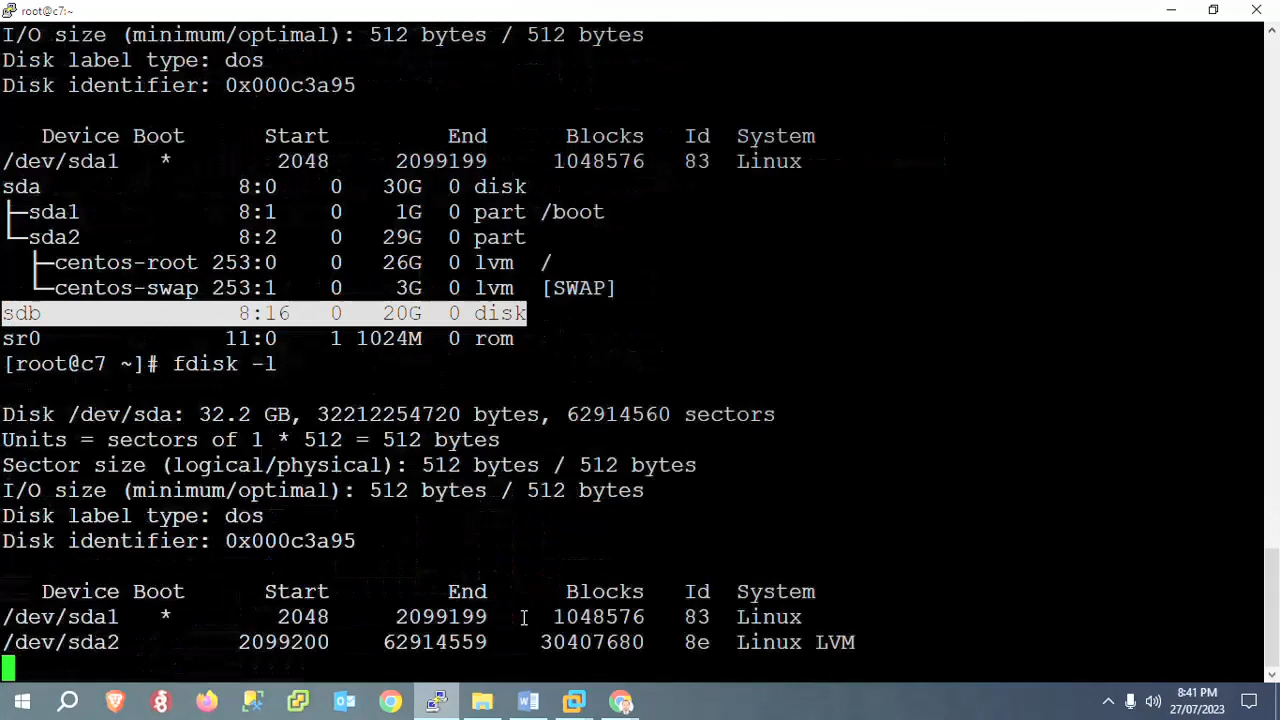 root@c7:~
I/O size (minimum/optimal): 512 bytes / 512 bytes
Disk label type: dos
Disk identifier: 0x000c3a95
Device Boot Start End Blocks Id System
/dev/sda1 * 2048 2099199 1048576 83 Linux
sda 8:0 0 30G 0 disk
├─sda1 8:1 0 1G 0 part /boot
└─sda2 8:2 0 29G 0 part
├─centos-root 253:0 0 26G 0 lvm /
└─centos-swap 253:1 0 3G 0 lvm [SWAP]
sdb 8:16 0 20G 0 disk
sr0 11:0 1 1024M 0 rom
[root@c7 ~]# fdisk -l
Disk /dev/sda: 32.2 GB, 32212254720 bytes, 62914560 sectors
Units = sectors of 1 * 512 = 512 bytes
Sector size (logical/physical): 512 bytes / 512 bytes
I/O size (minimum/optimal): 512 bytes / 512 bytes
Disk label type: dos
Disk identifier: 0x000c3a95
Device Boot Start End Blocks Id System
/dev/sda1 * 2048 2099199 1048576 83 Linux
/dev/sda2 2099200 62914559 30407680 8e Linux LVM
8:41 PM
27/07/2023